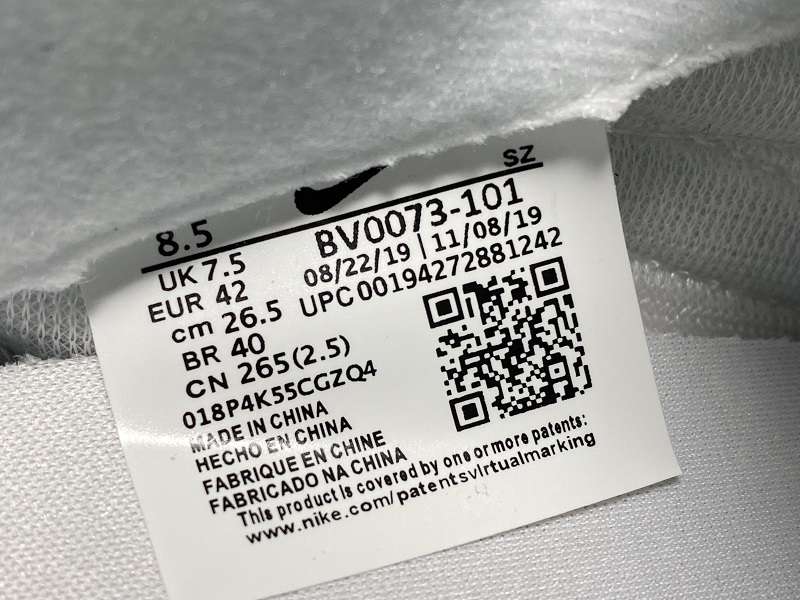 8.5
SZ
UK 7.5
BV0073-101
EUR 42
08/22/19 | 11/08/19
cm 26.5
UPC 00194272881242
BR 40
CN 265(2.5)
018P4K55CGZQ4
MADE IN CHINA
HECHO EN CHINA
FABRIQUE EN CHINE
FABRICADO NA CHINA
This product is covered by one or more patents:
www.nike.com/patentsvirtualmarking